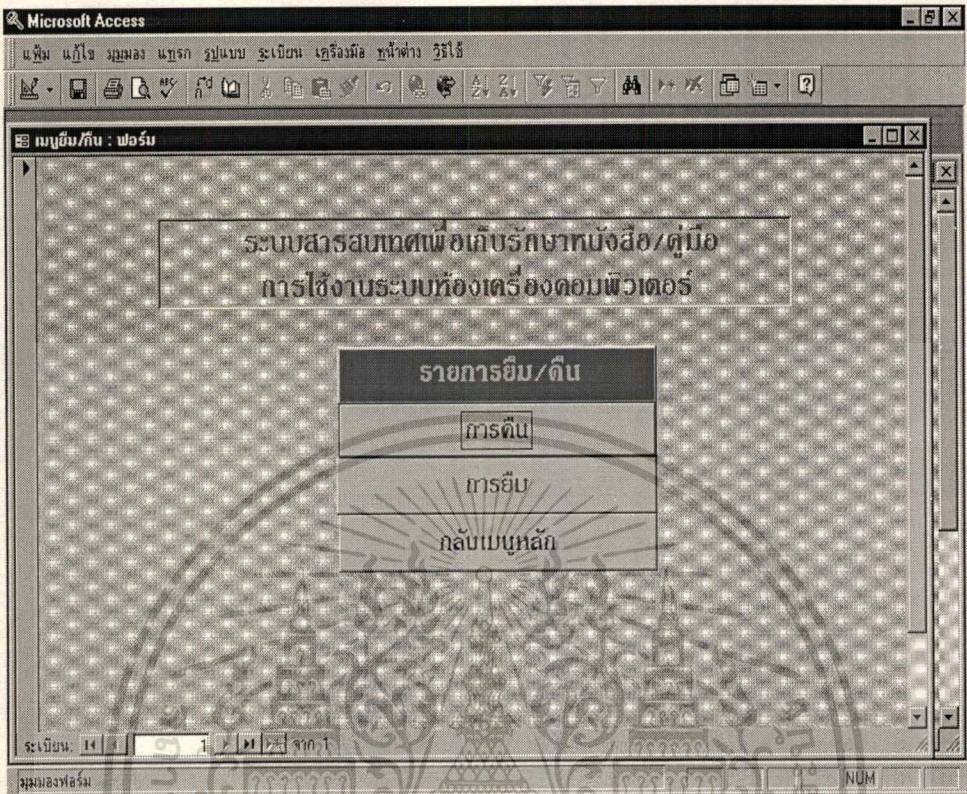 Microsoft Access
แฟ้ม แก้ไข มุมมอง แทรก รูปแบบ ระเบียน เครื่องมือ หน้าต่าง วิธีใช้
เมนูยืม/คืน : ฟอร์ม
ระบบสารสนเทศเพื่อเก็บรักษาหนังสือ/คู่มือ
การใช้งานระบบห้องเครื่องคอมพิวเตอร์
รายการยืม/คืน
การคืน
การยืม
กลับเมนูหลัก
ระเบียน: 1 จาก 1
มุมมองฟอร์ม NUM